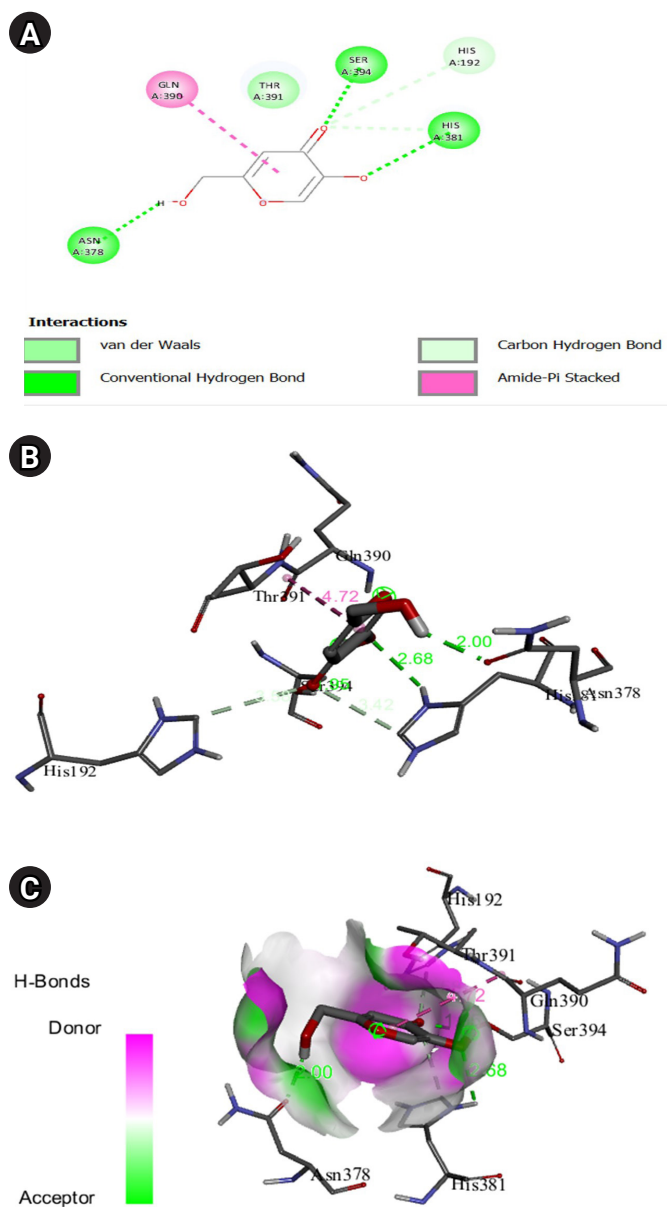 A
SER
A:394
HIS
A:192
GLN
A:390
THR
A:391
HIS
A:381
O
H
O
O
O
ASN
A:378
Interactions
van der Waals
Carbon Hydrogen Bond
Conventional Hydrogen Bond
Amide-Pi Stacked
B
Gln390
Thr391
4.72
2.00
2.68
Asn378
His192
C
His192
Thr391
H-Bonds
Gln390
Donor
Ser394
2.00
Asn378
His381
Acceptor